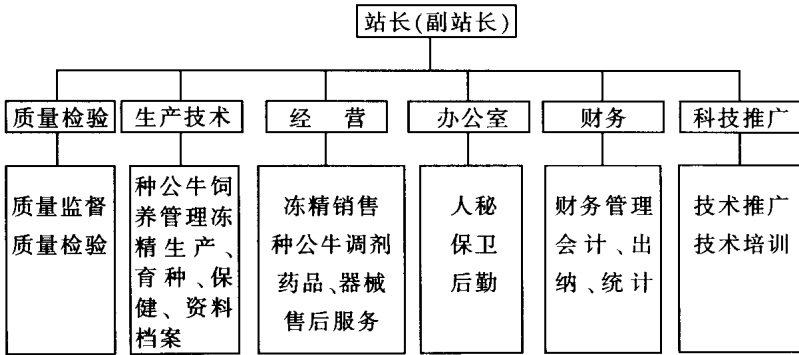 站长(副站长)
质量检验
生产技术
经 营
办公室
财务
科技推广
质量监督
质量检验
种公牛饲
养管理冻
精生产、
育种、保
健、资料
档案
冻精销售
种公牛调剂
药品、器械
售后服务
人秘
保卫
后勤
财务管理
会计、出
纳、统计
技术推广
技术培训